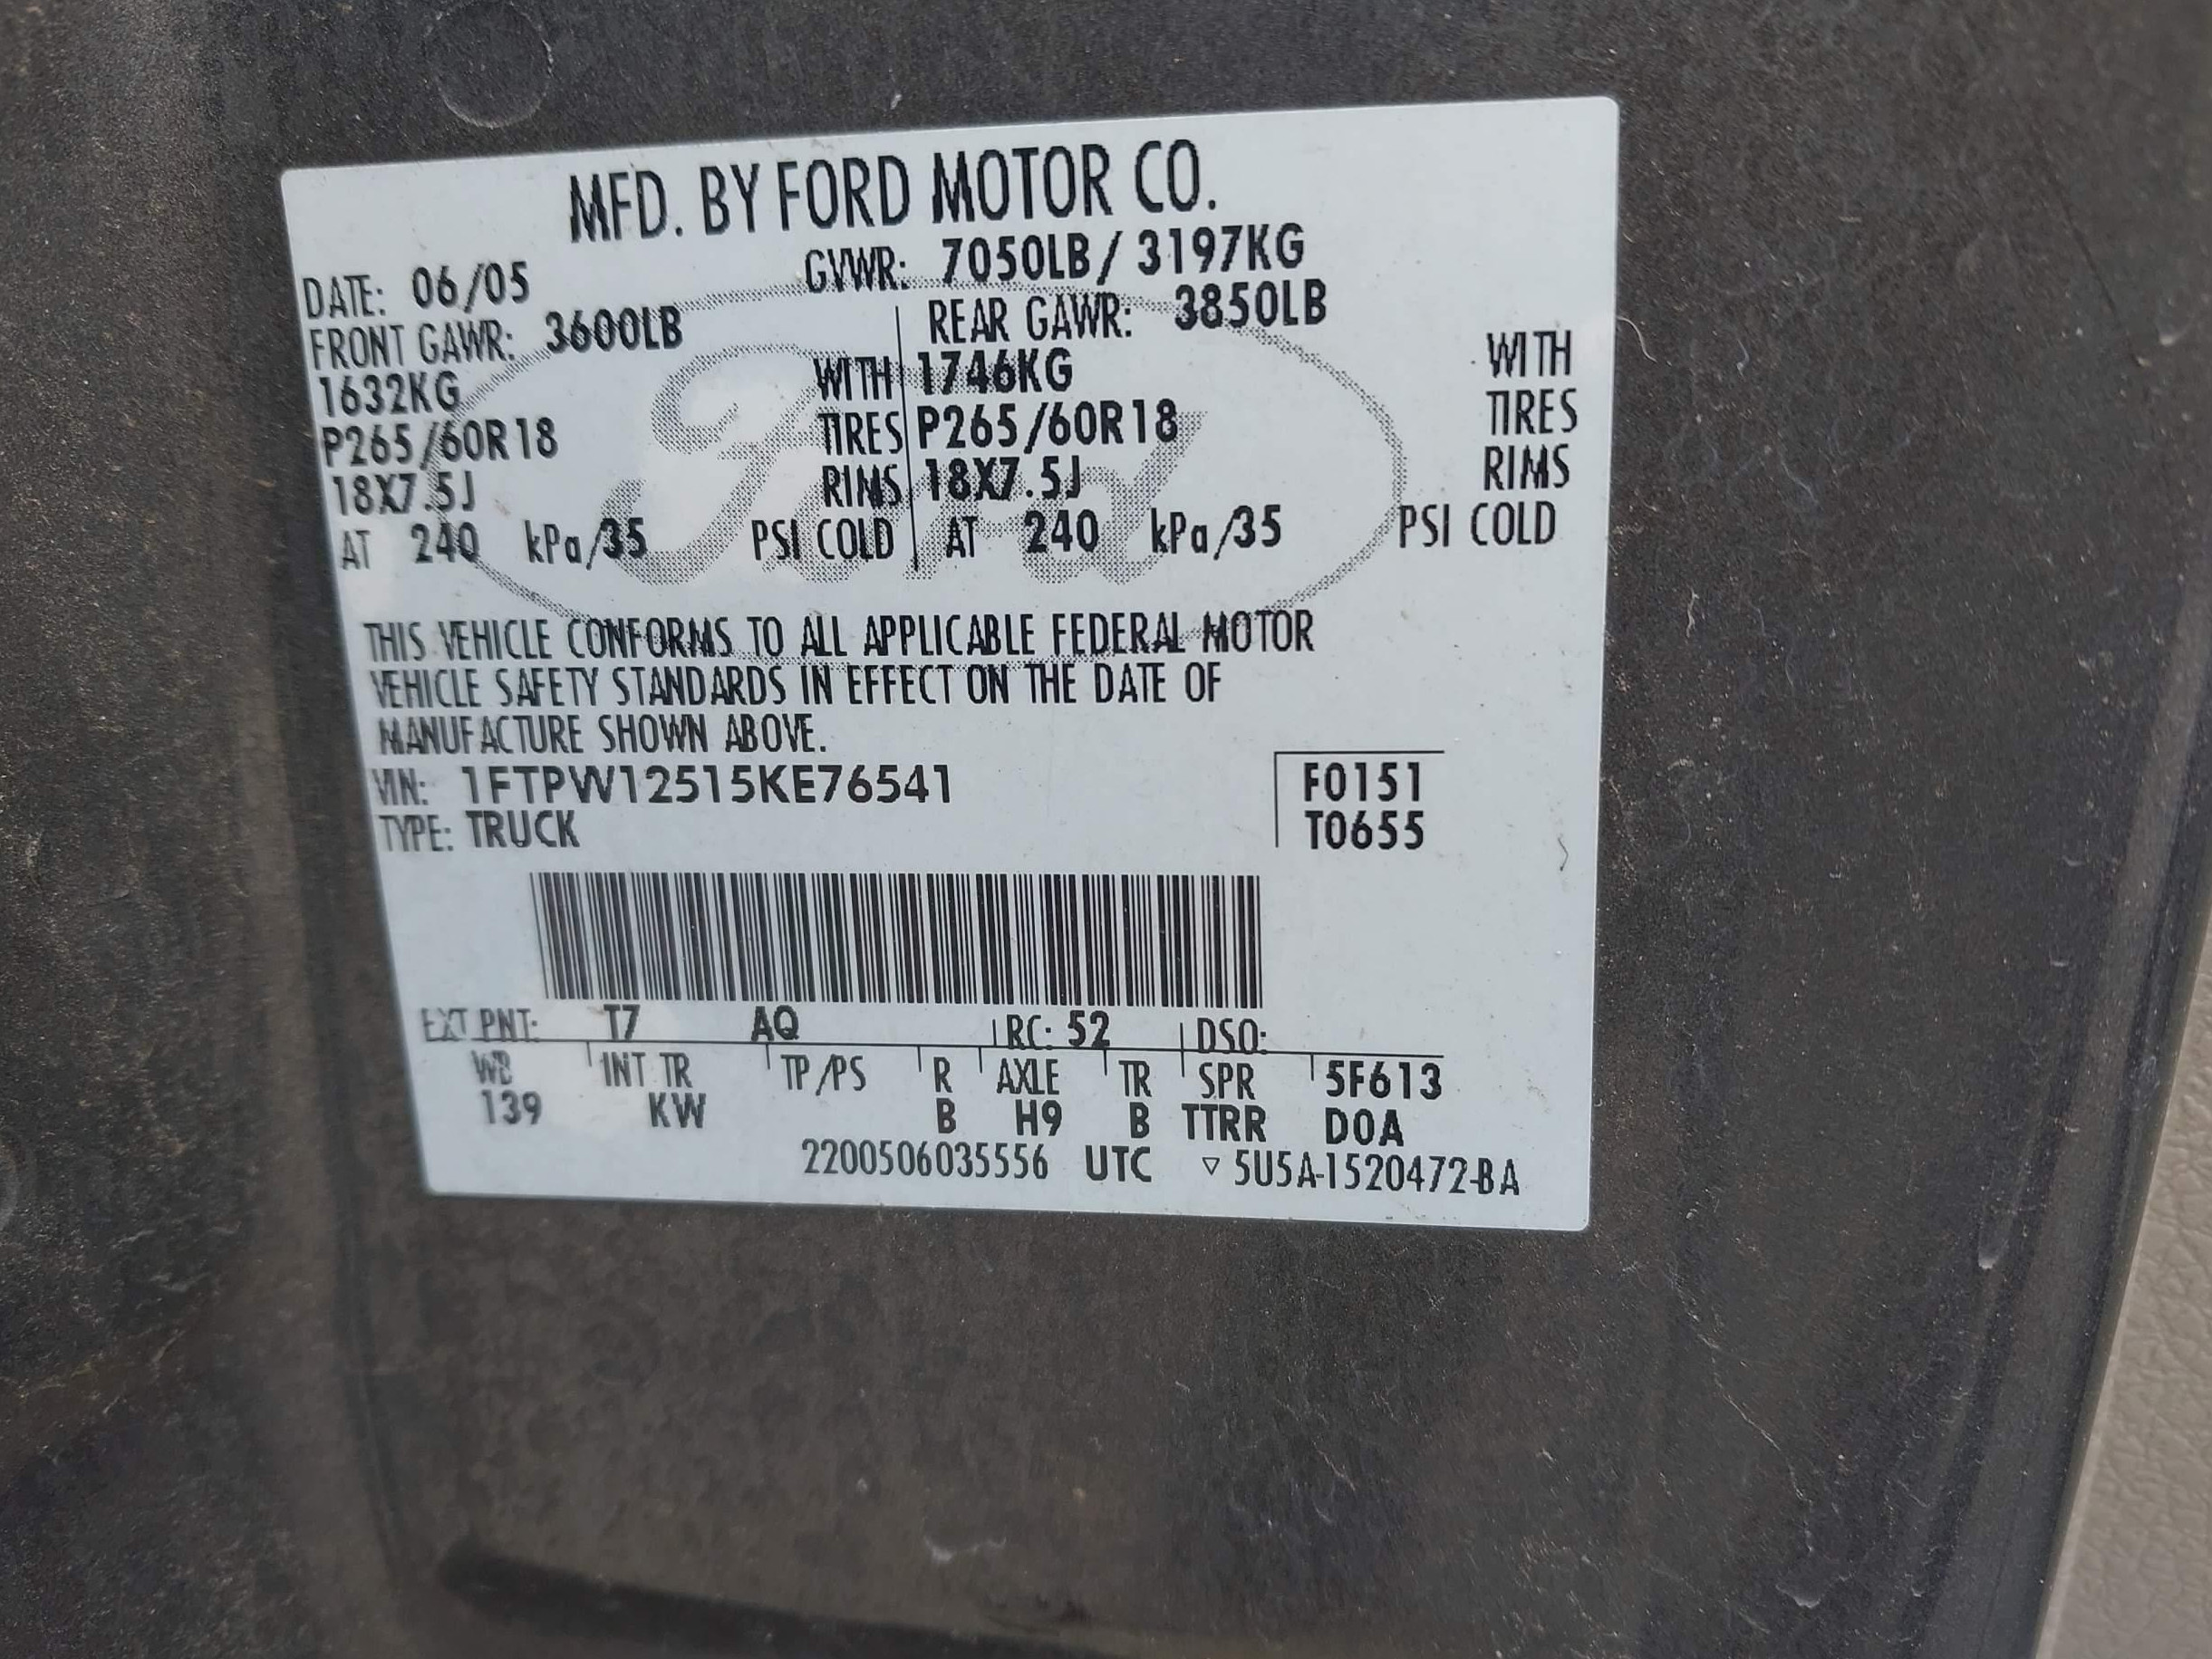 MFD. BY FORD MOTOR CO.
DATE: 06/05 GVWR: 7050LB/ 3197KG
FRONT GAWR: 3600LB REAR GAWR: 3850LB
1632KG WITH 1746KG WITH
P265/60R18 TIRES P265/60R18 TIRES
18X7.5J RIMS 18X7.5J RIMS
AT 240 kPa/35 PSI COLD AT 240 kPa/35 PSI COLD
Ford
THIS VEHICLE CONFORMS TO ALL APPLICABLE FEDERAL MOTOR
VEHICLE SAFETY STANDARDS IN EFFECT ON THE DATE OF
MANUFACTURE SHOWN ABOVE.
VIN: 1FTPW12515KE76541 F0151
TYPE: TRUCK T0655
EXT PNT: T7 AQ RC: 52 DSO:
WB INT TR TP/PS R AXLE TR SPR 5F613
139 KW B H9 B TTRR DOA
2200506035556 UTC ▽ 5U5A-1520472-BA